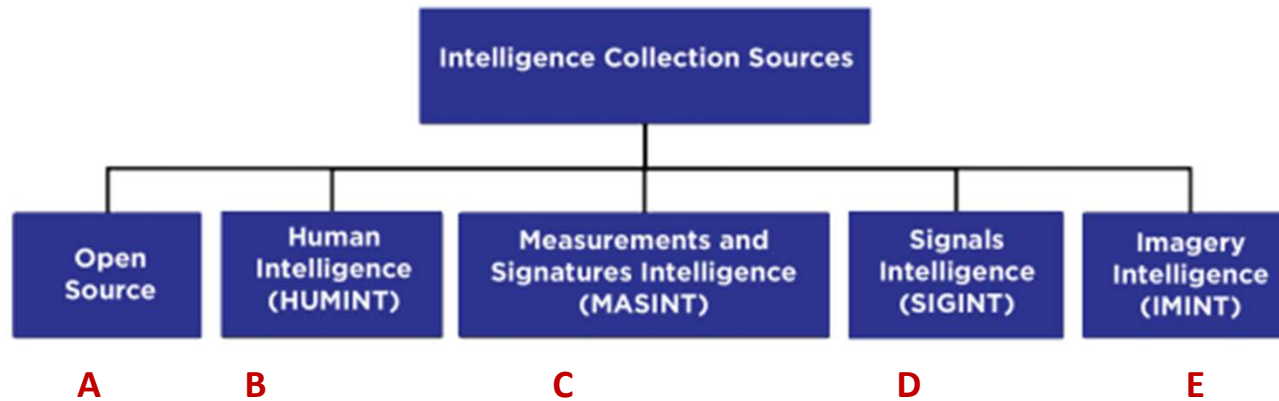 Intelligence Collection Sources
Open
Source
Human
Intelligence
(HUMINT)
Measurements and
Signatures Intelligence
(MASINT)
Signals
Intelligence
(SIGINT)
Imagery
Intelligence
(IMINT)
A B C D E